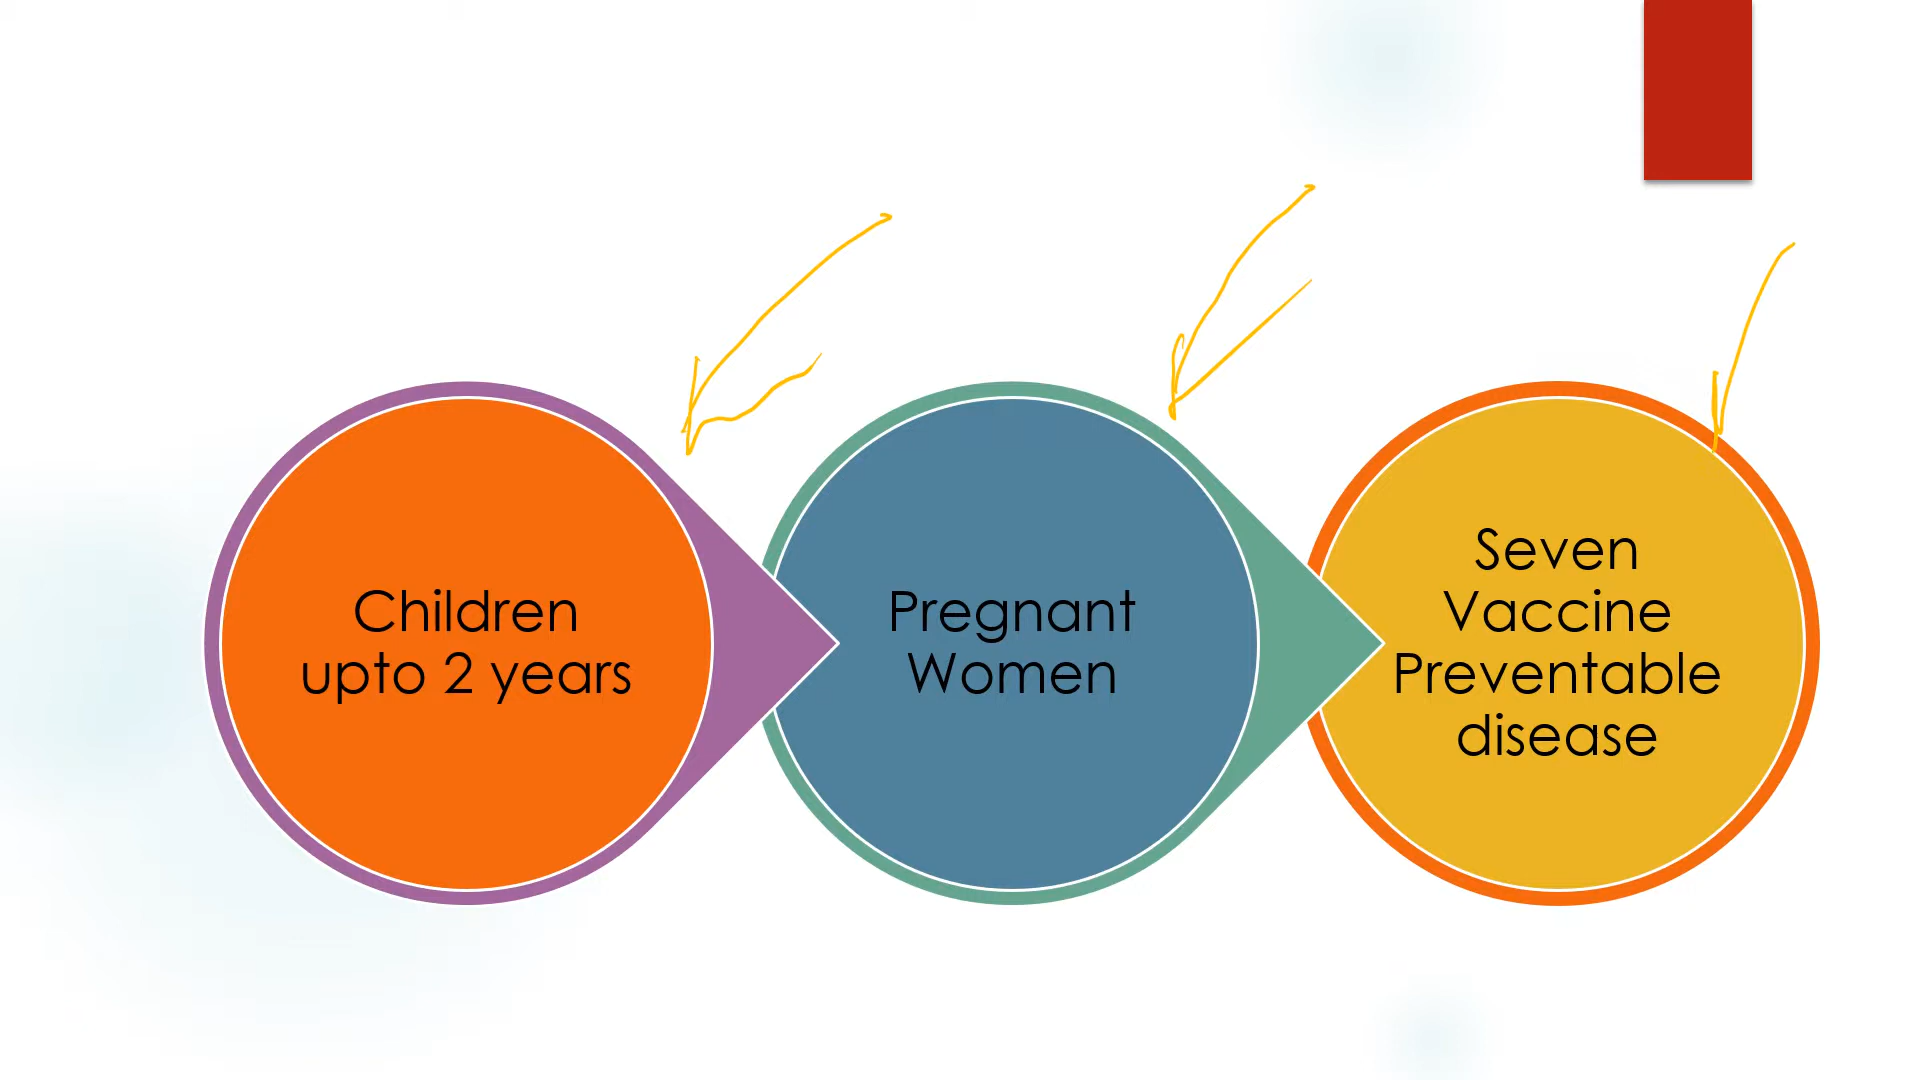 Children
upto 2 years
Pregnant
Women
Seven
Vaccine
Preventable
disease